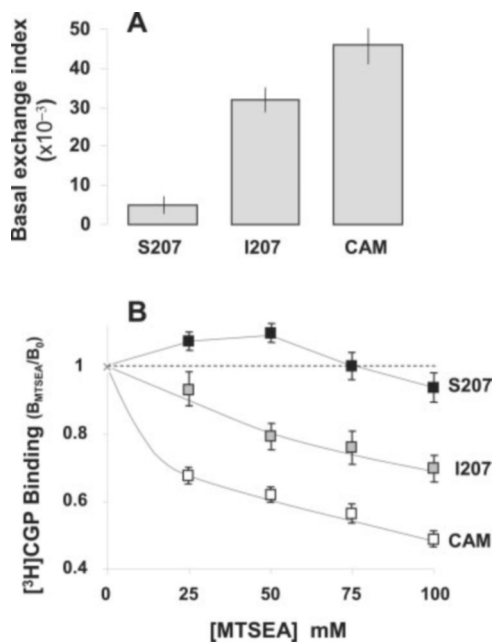 A
Basal exchange index
(x10⁻³)
50
40
30
20
10
0
S207
I207
CAM
B
[³H]CGP Binding (B_MTSEA/B₀)
1
0.8
0.6
0.4
S207
I207
CAM
0
25
50
75
100
[MTSEA] mM